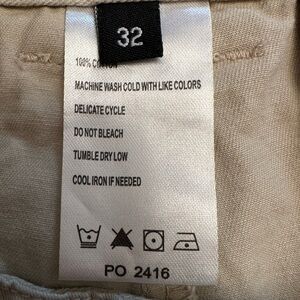 32
100% COTTON
MACHINE WASH COLD WITH LIKE COLORS
DELICATE CYCLE
DO NOT BLEACH
TUMBLE DRY LOW
COOL IRON IF NEEDED
PO 2416